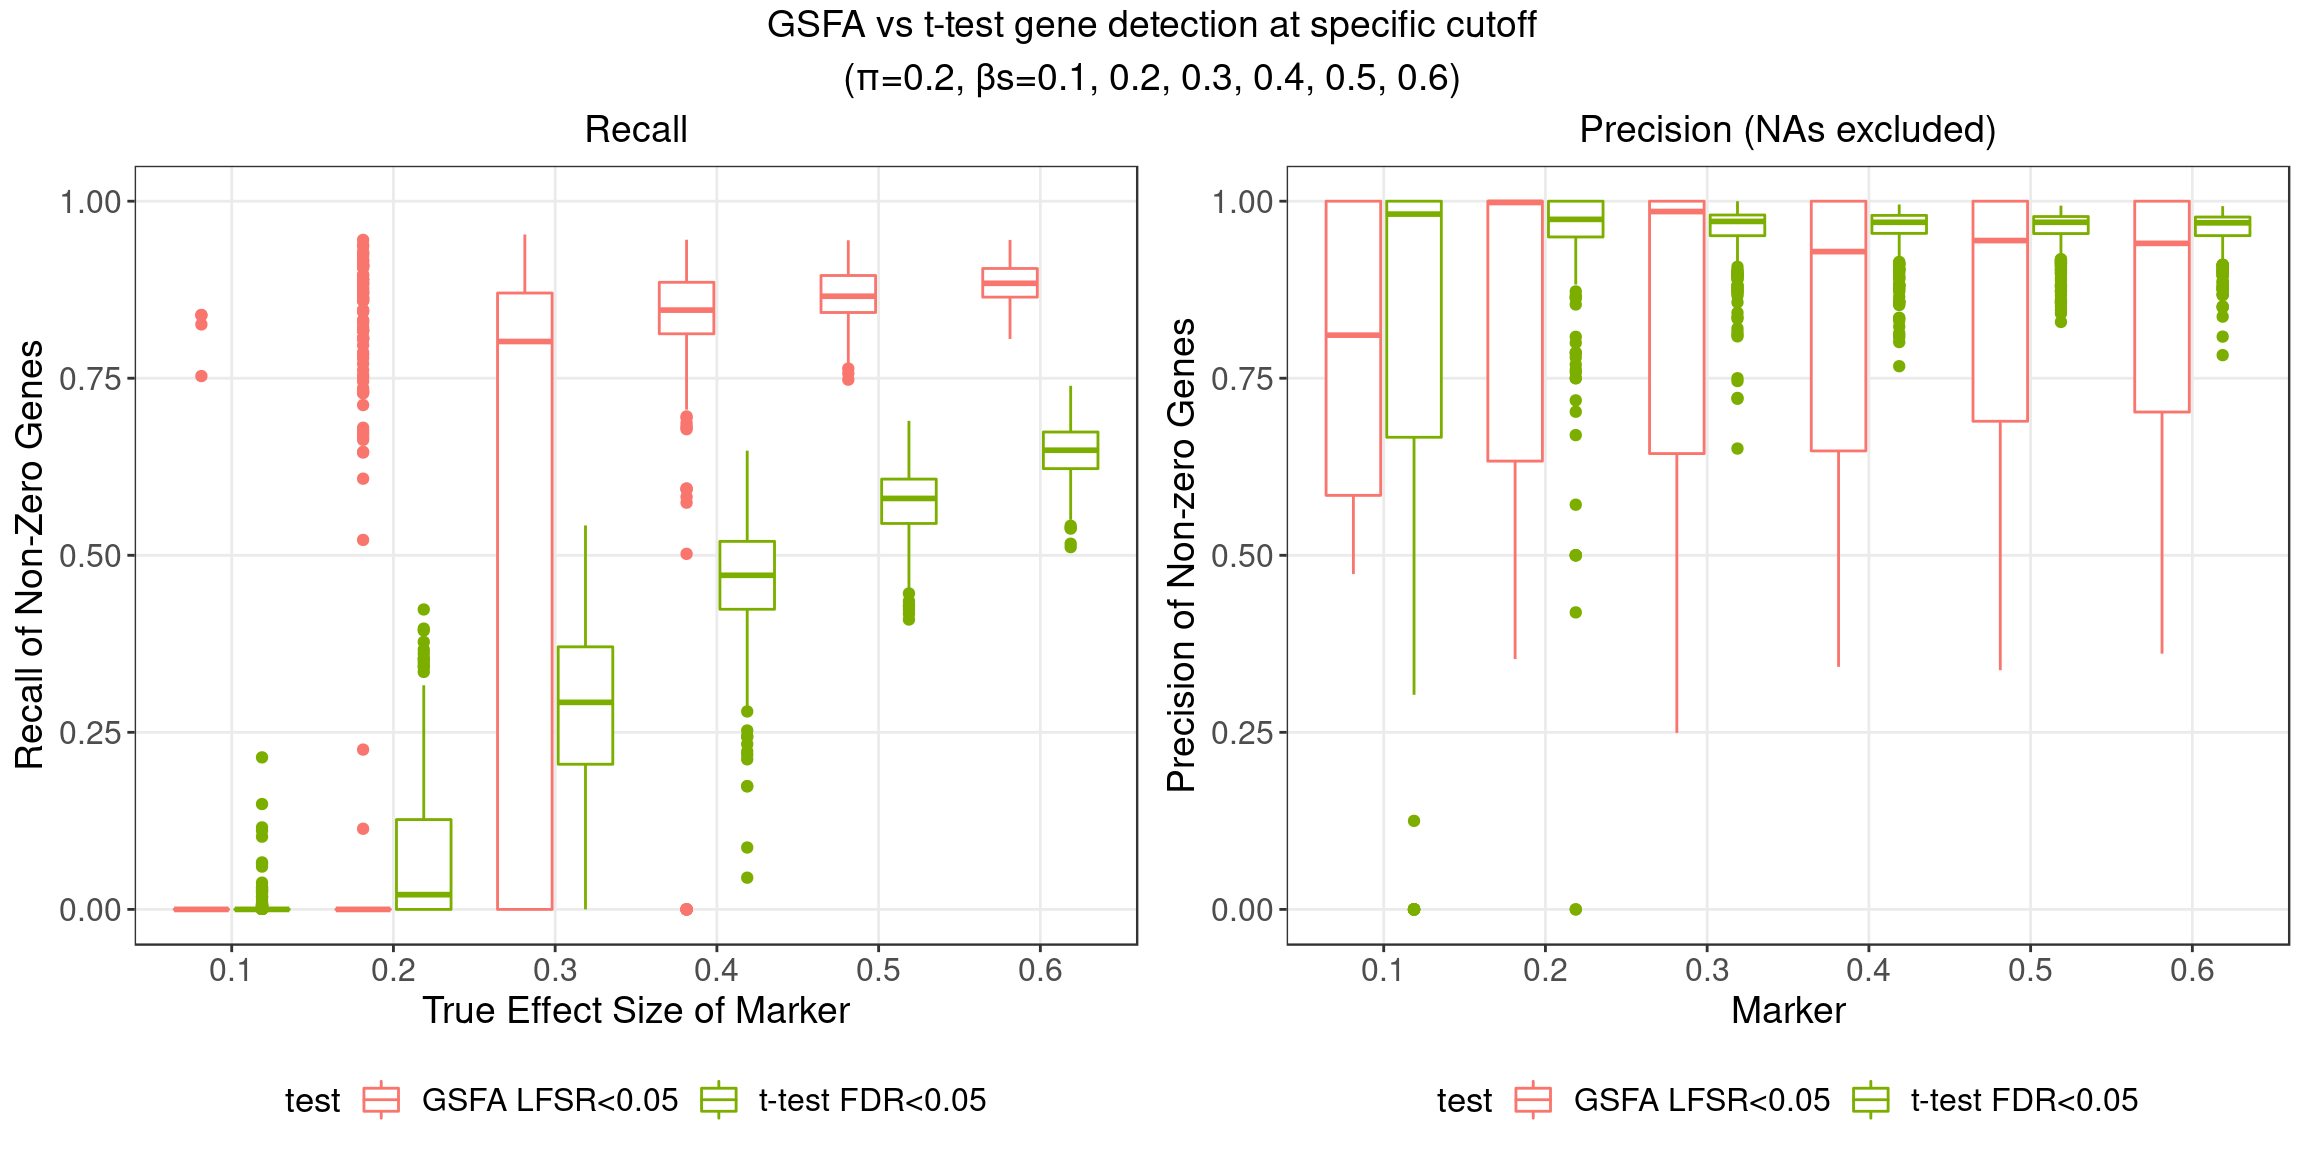 GSFA vs t-test gene detection at specific cutoff
(π=0.2, βs=0.1, 0.2, 0.3, 0.4, 0.5, 0.6)
Recall
Recall of Non-Zero Genes
1.00
0.75
0.50
0.25
0.00
0.1 0.2 0.3 0.4 0.5 0.6
True Effect Size of Marker
test GSFA LFSR<0.05 t-test FDR<0.05
Precision (NAs excluded)
Precision of Non-zero Genes
1.00
0.75
0.50
0.25
0.00
0.1 0.2 0.3 0.4 0.5 0.6
Marker
test GSFA LFSR<0.05 t-test FDR<0.05